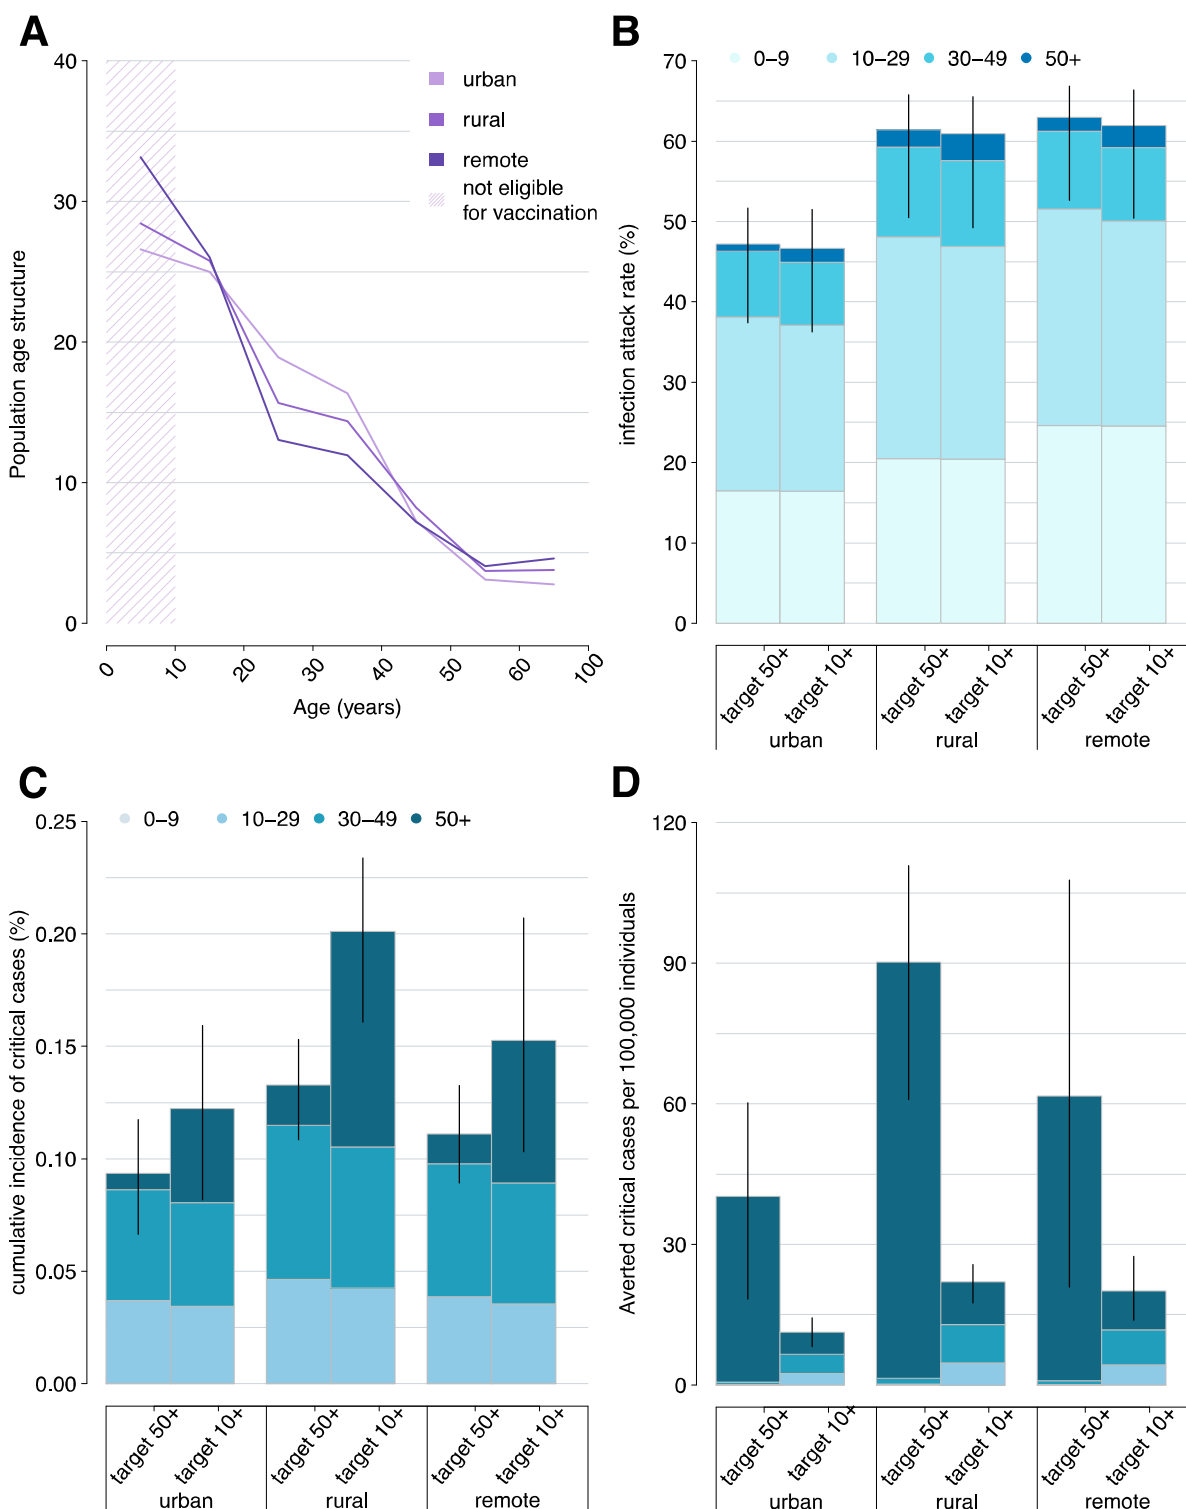 A
40
30
20
10
0
Population age structure
urban
rural
remote
not eligible
for vaccination
0
10
20
30
40
50
60
100
Age (years)
B
0−9
10−29
30−49
50+
70
60
50
40
30
20
10
0
infection attack rate (%)
target 50+
target 10+
target 50+
target 10+
target 50+
target 10+
urban
rural
remote
C
0−9
10−29
30−49
50+
0.25
0.20
0.15
0.10
0.05
0.00
cumulative incidence of critical cases (%)
target 50+
target 10+
target 50+
target 10+
target 50+
target 10+
urban
rural
remote
D
120
90
60
30
0
Averted critical cases per 100,000 individuals
target 50+
target 10+
target 50+
target 10+
target 50+
target 10+
urban
rural
remote